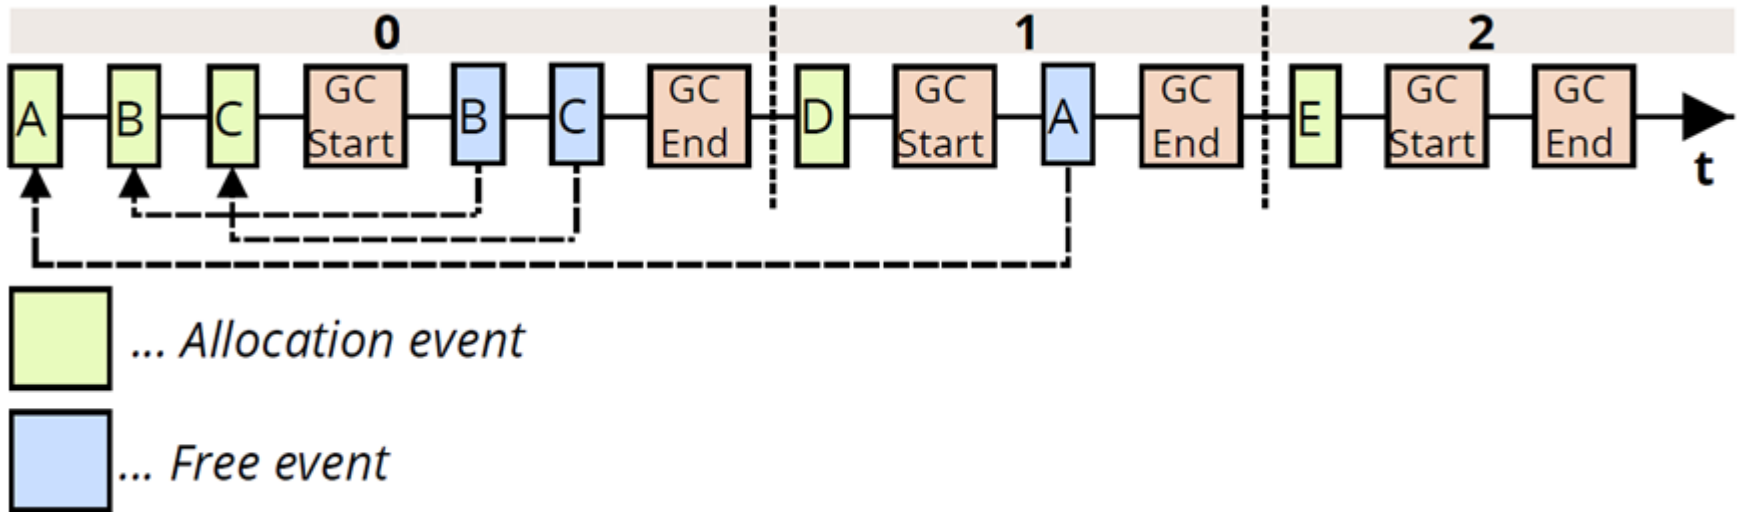 0 1 2
A B C GC Start B C GC End D GC Start A GC End E GC Start GC End
t
... Allocation event
... Free event